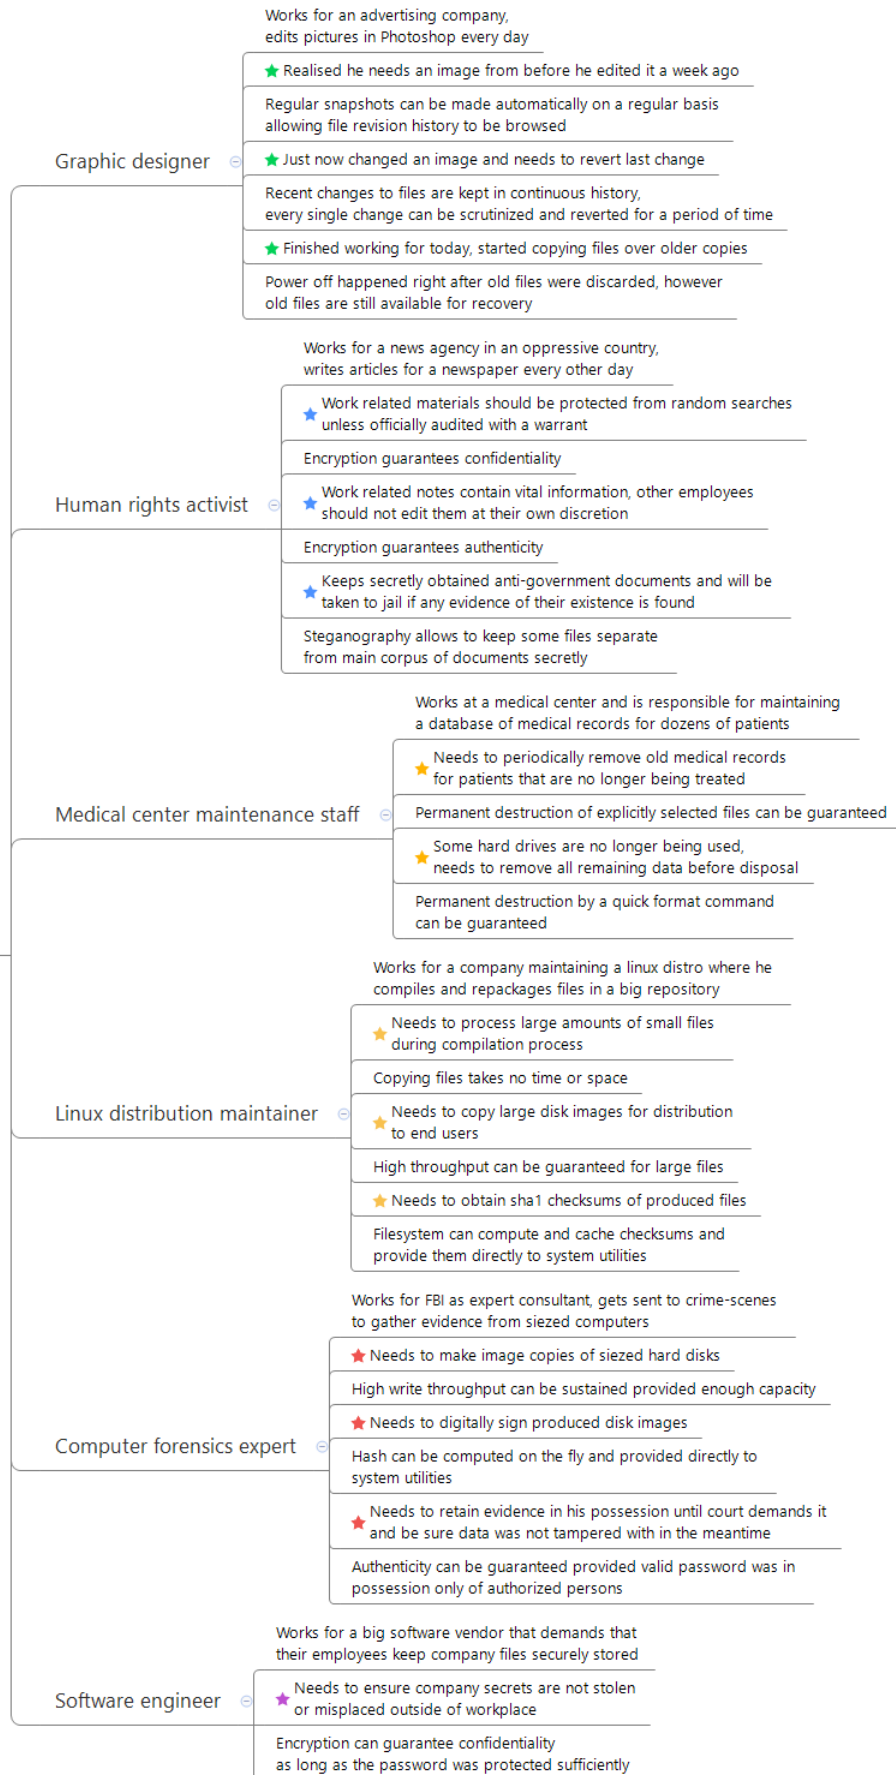 Works for an advertising company,
edits pictures in Photoshop every day
Realised he needs an image from before he edited it a week ago
Regular snapshots can be made automatically on a regular basis
allowing file revision history to be browsed
Graphic designer
Just now changed an image and needs to revert last change
Recent changes to files are kept in continuous history,
every single change can be scrutinized and reverted for a period of time
Finished working for today, started copying files over older copies
Power off happened right after old files were discarded, however
old files are still available for recovery
Works for a news agency in an oppressive country,
writes articles for a newspaper every other day
Work related materials should be protected from random searches
unless officially audited with a warrant
Encryption guarantees confidentiality
Human rights activist
Work related notes contain vital information, other employees
should not edit them at their own discretion
Encryption guarantees authenticity
Keeps secretly obtained anti-government documents and will be
taken to jail if any evidence of their existence is found
Steganography allows to keep some files separate
from main corpus of documents secretly
Works at a medical center and is responsible for maintaining
a database of medical records for dozens of patients
Needs to periodically remove old medical records
for patients that are no longer being treated
Medical center maintenance staff
Permanent destruction of explicitly selected files can be guaranteed
Some hard drives are no longer being used,
needs to remove all remaining data before disposal
Permanent destruction by a quick format command
can be guaranteed
Works for a company maintaining a linux distro where he
compiles and repackages files in a big repository
Needs to process large amounts of small files
during compilation process
Copying files takes no time or space
Linux distribution maintainer
Needs to copy large disk images for distribution
to end users
High throughput can be guaranteed for large files
Needs to obtain sha1 checksums of produced files
Filesystem can compute and cache checksums and
provide them directly to system utilities
Works for FBI as expert consultant, gets sent to crime-scenes
to gather evidence from siezed computers
Needs to make image copies of siezed hard disks
High write throughput can be sustained provided enough capacity
Needs to digitally sign produced disk images
Computer forensics expert
Hash can be computed on the fly and provided directly to
system utilities
Needs to retain evidence in his possession until court demands it
and be sure data was not tampered with in the meantime
Authenticity can be guaranteed provided valid password was in
possession only of authorized persons
Works for a big software vendor that demands that
their employees keep company files securely stored
Software engineer
Needs to ensure company secrets are not stolen
or misplaced outside of workplace
Encryption can guarantee confidentiality
as long as the password was protected sufficiently